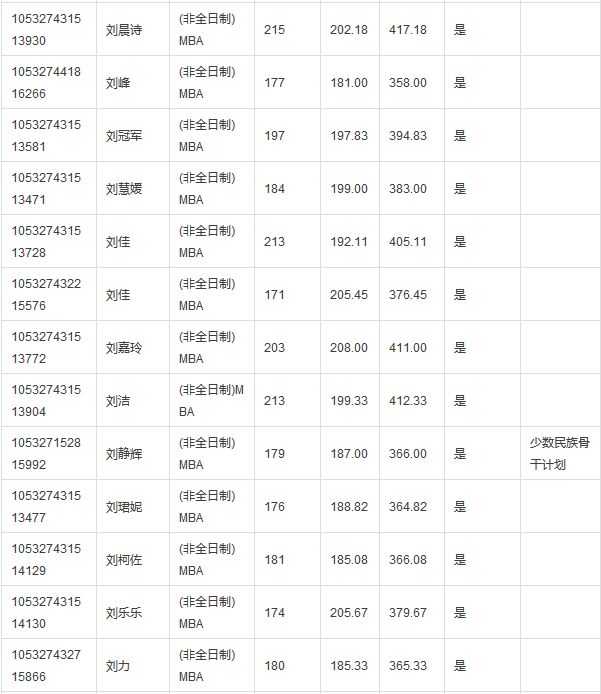 1053274315
13930
刘晨诗
(非全日制)
MBA
215
202.18
417.18
是
1053274418
16266
刘峰
(非全日制)
MBA
177
181.00
358.00
是
1053274315
13581
刘冠军
(非全日制)
MBA
197
197.83
394.83
是
1053274315
13471
刘慧媛
(非全日制)
MBA
184
199.00
383.00
是
1053274315
13728
刘佳
(非全日制)
MBA
213
192.11
405.11
是
1053274322
15576
刘佳
(非全日制)
MBA
171
205.45
376.45
是
1053274315
13772
刘嘉玲
(非全日制)
MBA
203
208.00
411.00
是
1053274315
13904
刘洁
(非全日制)M
BA
213
199.33
412.33
是
1053271528
15992
刘静辉
(非全日制)
MBA
179
187.00
366.00
是
少数民族骨
干计划
1053274315
13477
刘珺妮
(非全日制)
MBA
176
188.82
364.82
是
1053274315
14129
刘柯佐
(非全日制)
MBA
181
185.08
366.08
是
1053274315
14130
刘乐乐
(非全日制)
MBA
174
205.67
379.67
是
1053274327
15866
刘力
(非全日制)
MBA
180
185.33
365.33
是